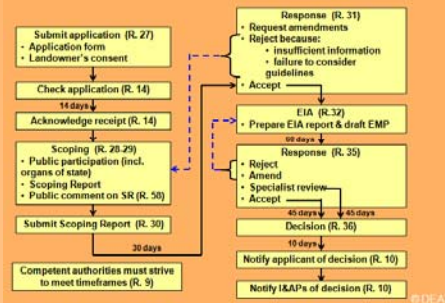 Submit application (R. 27)
• Application form
• Landowner's consent
Check application (R. 14)
14 days
Acknowledge receipt (R. 14)
Scoping (R. 28-29)
• Public participation (incl.
organs of state)
• Scoping Report
• Public comment on SR (R. 58)
Submit Scoping Report (R. 30)
30 days
Competent authorities must strive
to meet timeframes (R. 9)
Response (R. 31)
• Request amendments
• Reject because:
• insufficient information
• failure to consider
guidelines
• Accept
EIA (R.32)
• Prepare EIA report & draft EMP
60 days
Response (R. 35)
• Reject
• Amend
• Specialist review
• Accept
45 days
45 days
Decision (R. 36)
10 days
Notify applicant of decision (R. 10)
Notify I&APs of decision (R. 10)
©DEA